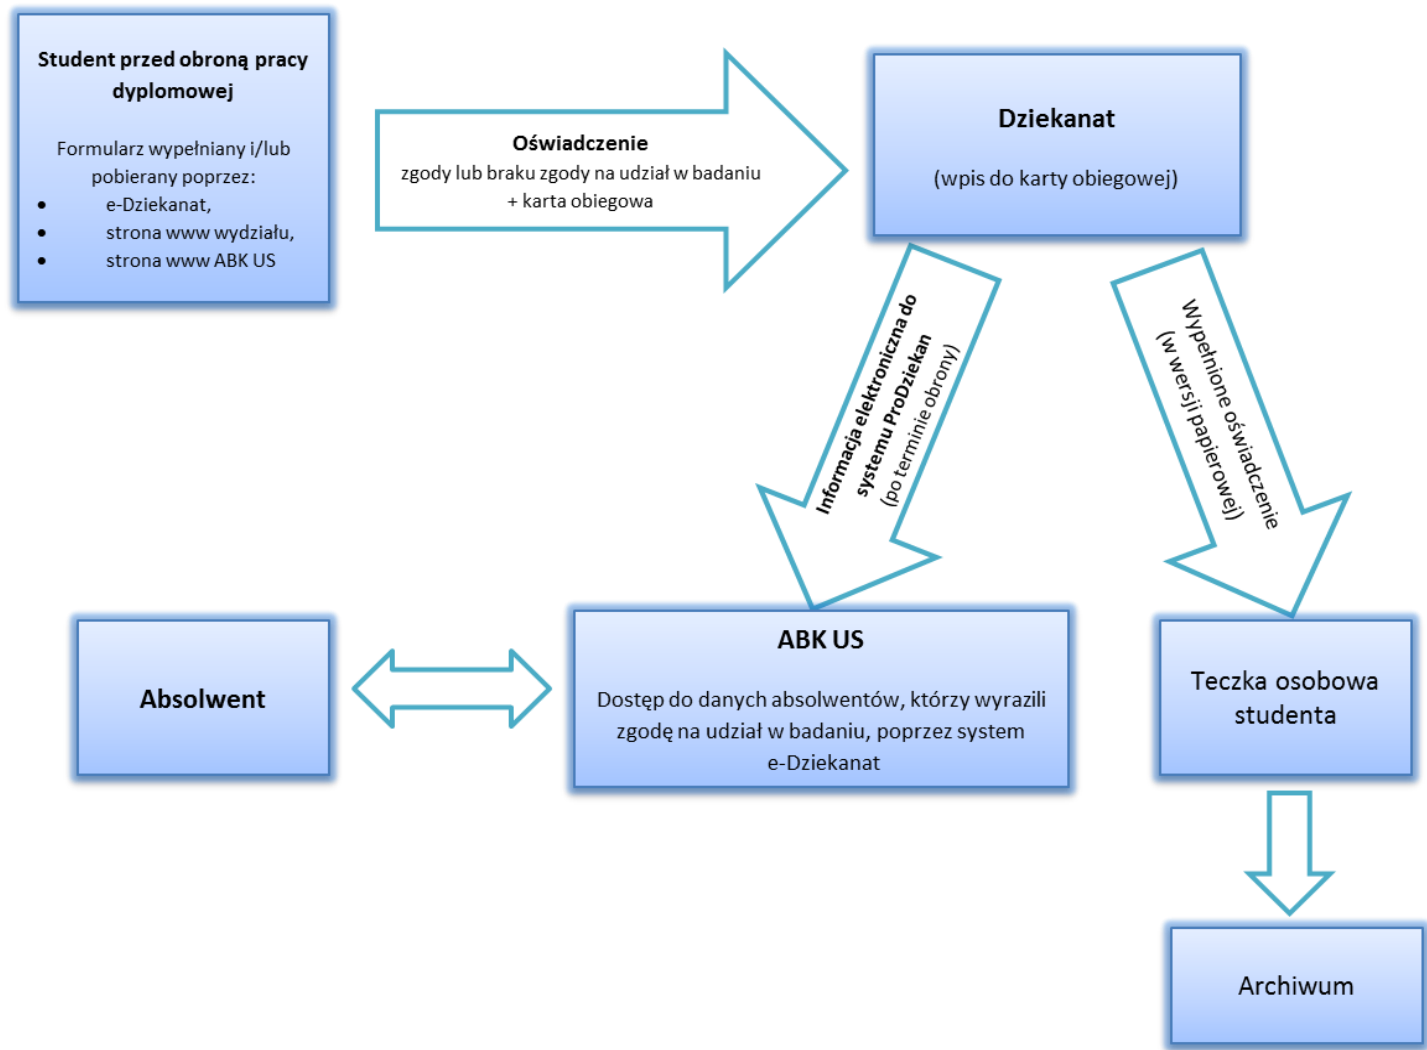 Student przed obroną pracy
dyplomowej
Formularz wypełniany i/lub
pobierany poprzez:
• e-Dziekanat,
• strona www wydziału,
• strona www ABK US
Oświadczenie
zgody lub braku zgody na udział w badaniu
+ karta obiegowa
Dziekanat
(wpis do karty obiegowej)
Informacja elektroniczna do
systemu ProDziekan
(po terminie obrony)
Wypełnione oświadczenie
(w wersji papierowej)
Absolwent
ABK US
Dostęp do danych absolwentów, którzy wyrazili
zgodę na udział w badaniu, poprzez system
e-Dziekanat
Teczka osobowa
studenta
Archiwum